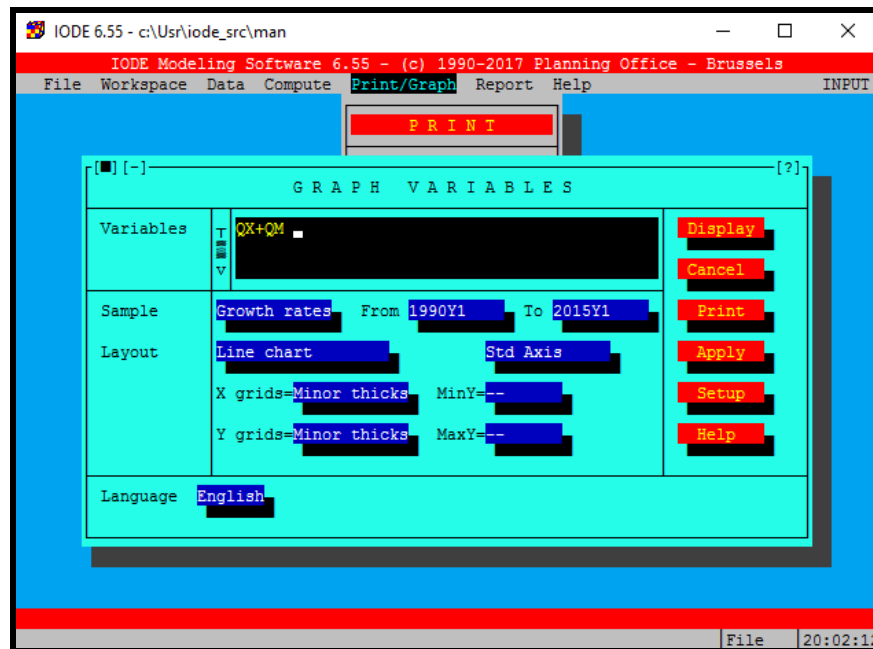 IODE 6.55 - c:\Usr\iode_src\man
IODE Modeling Software 6.55 - (c) 1990-2017 Planning Office - Brussels
File Workspace Data Compute Print/Graph Report Help INPUT
P R I N T
[■][-] [?]
G R A P H V A R I A B L E S
Variables QX+QM Display
Cancel
Sample Growth rates From 1990Y1 To 2015Y1 Print
Layout Line chart Std Axis Apply
X grids=Minor thicks MinY=-- Setup
Y grids=Minor thicks MaxY=-- Help
Language English
File 20:02:1